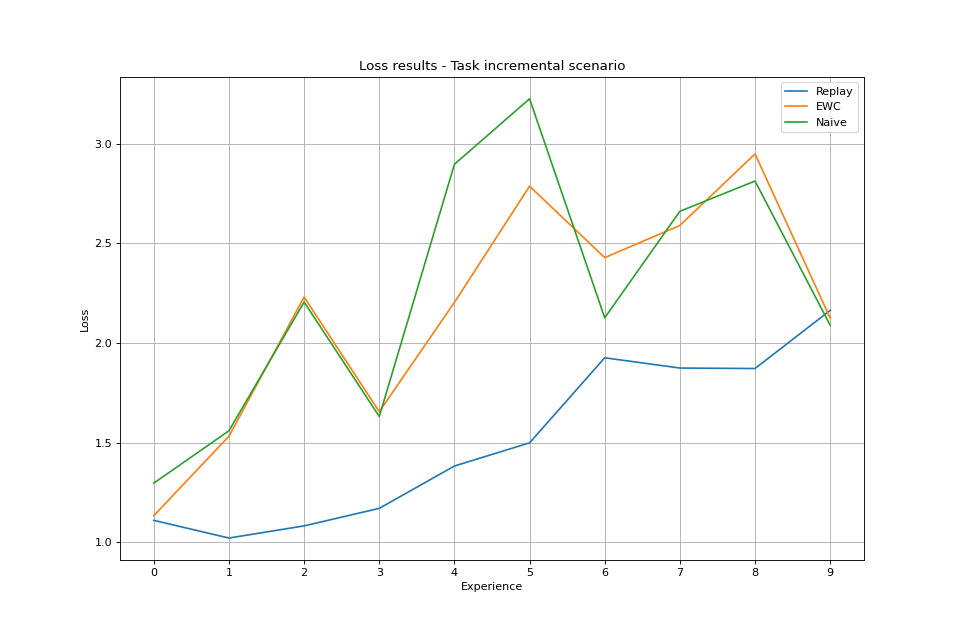 Loss results - Task incremental scenario
Replay
EWC
Naive
3.0
2.5
2.0
1.5
1.0
Loss
0 1 2 3 4 5 6 7 8 9
Experience